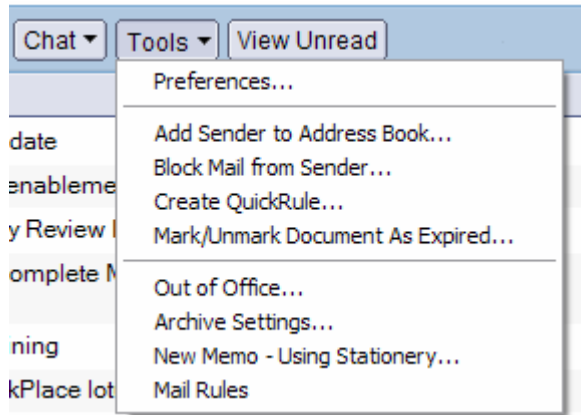 Chat Tools View Unread
Preferences...
date
Add Sender to Address Book...
Block Mail from Sender...
enableme
Create QuickRule...
y Review
Mark/Unmark Document As Expired...
omplete
Out of Office...
Archive Settings...
ning
New Memo - Using Stationery...
kPlace lot
Mail Rules